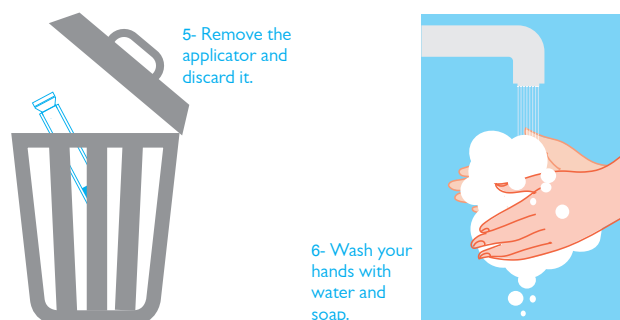 5- Remove the
applicator and
discard it.
6- Wash your
hands with
water and
soap.